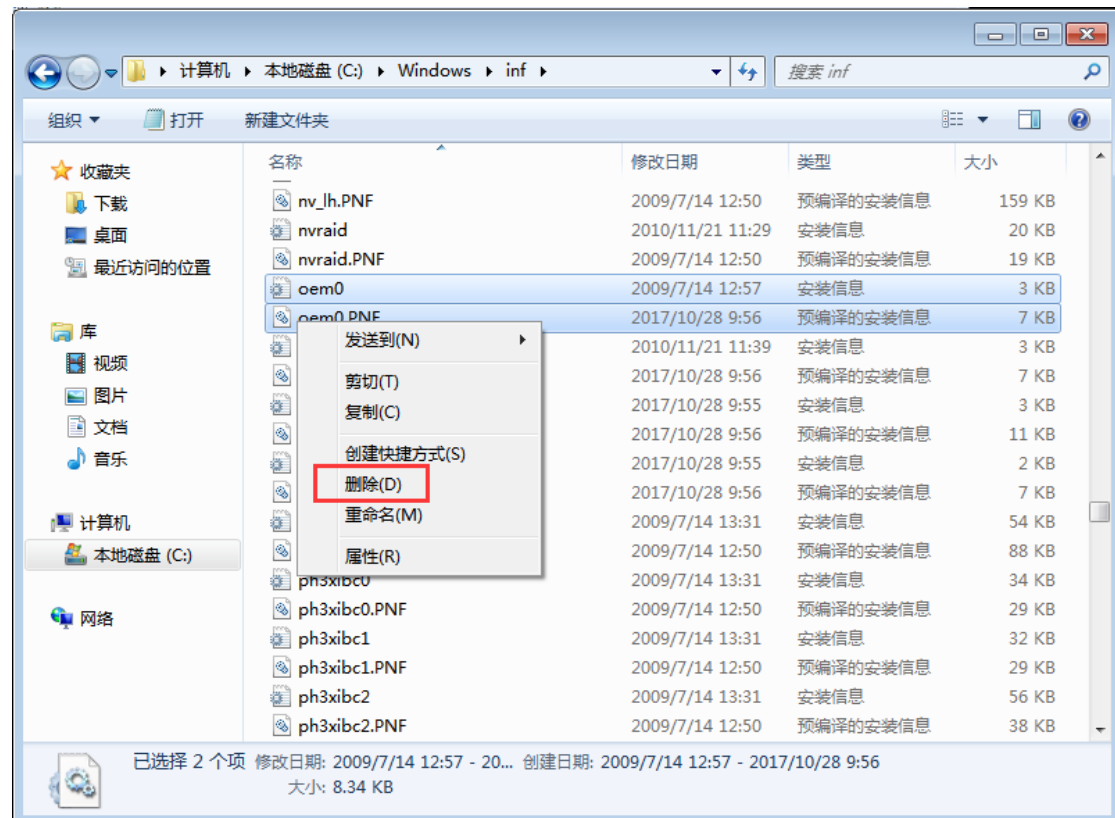 计算机 本地磁盘 (C:) Windows inf 搜索 inf
组织 打开 新建文件夹
名称 修改日期 类型 大小
收藏夹
下载
桌面
最近访问的位置
库
视频
图片
文档
音乐
计算机
本地磁盘 (C:)
网络
nv_lh.PNF 2009/7/14 12:50 预编译的安装信息 159 KB
nvraid 2010/11/21 11:29 安装信息 20 KB
nvraid.PNF 2009/7/14 12:50 预编译的安装信息 19 KB
oem0 2009/7/14 12:57 安装信息 3 KB
oem0.PNF 2017/10/28 9:56 预编译的安装信息 7 KB
2010/11/21 11:39 安装信息 3 KB
2017/10/28 9:56 预编译的安装信息 7 KB
2017/10/28 9:55 安装信息 3 KB
2017/10/28 9:56 预编译的安装信息 11 KB
2017/10/28 9:55 安装信息 2 KB
2017/10/28 9:56 预编译的安装信息 7 KB
2009/7/14 13:31 安装信息 54 KB
2009/7/14 12:50 预编译的安装信息 88 KB
ph3xibc0 2009/7/14 13:31 安装信息 34 KB
ph3xibc0.PNF 2009/7/14 12:50 预编译的安装信息 29 KB
ph3xibc1 2009/7/14 13:31 安装信息 32 KB
ph3xibc1.PNF 2009/7/14 12:50 预编译的安装信息 29 KB
ph3xibc2 2009/7/14 13:31 安装信息 56 KB
ph3xibc2.PNF 2009/7/14 12:50 预编译的安装信息 38 KB
发送到(N)
剪切(T)
复制(C)
创建快捷方式(S)
删除(D)
重命名(M)
属性(R)
已选择 2 个项 修改日期: 2009/7/14 12:57 - 20... 创建日期: 2009/7/14 12:57 - 2017/10/28 9:56
大小: 8.34 KB